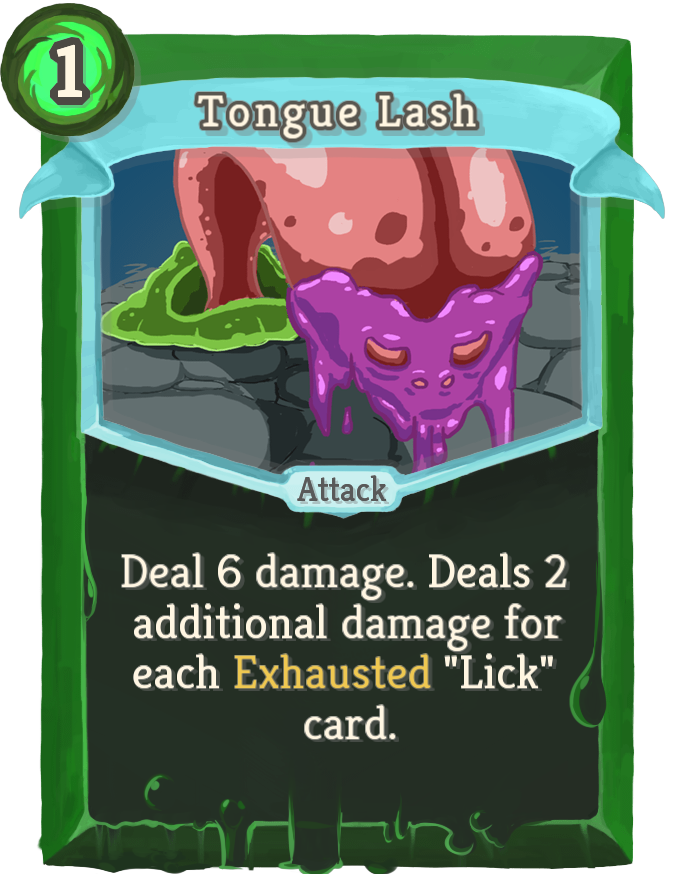 1
Tongue Lash
Attack
Deal 6 damage. Deals 2
additional damage for
each Exhausted "Lick"
card.